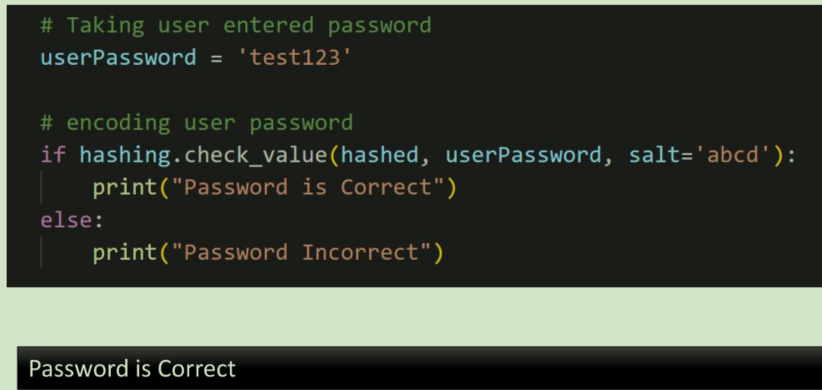 # Taking user entered password
userPassword = 'test123'
# encoding user password
if hashing.check_value(hashed, userPassword, salt='abcd'):
    print("Password is Correct")
else:
    print("Password Incorrect")
Password is Correct